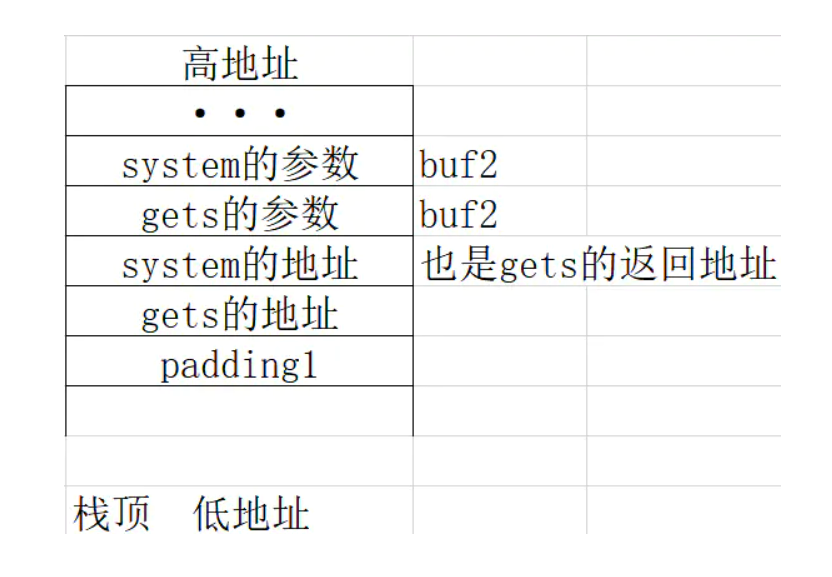 高地址
···
system的参数 buf2
gets的参数 buf2
system的地址 也是gets的返回地址
gets的地址
padding1
栈顶 低地址